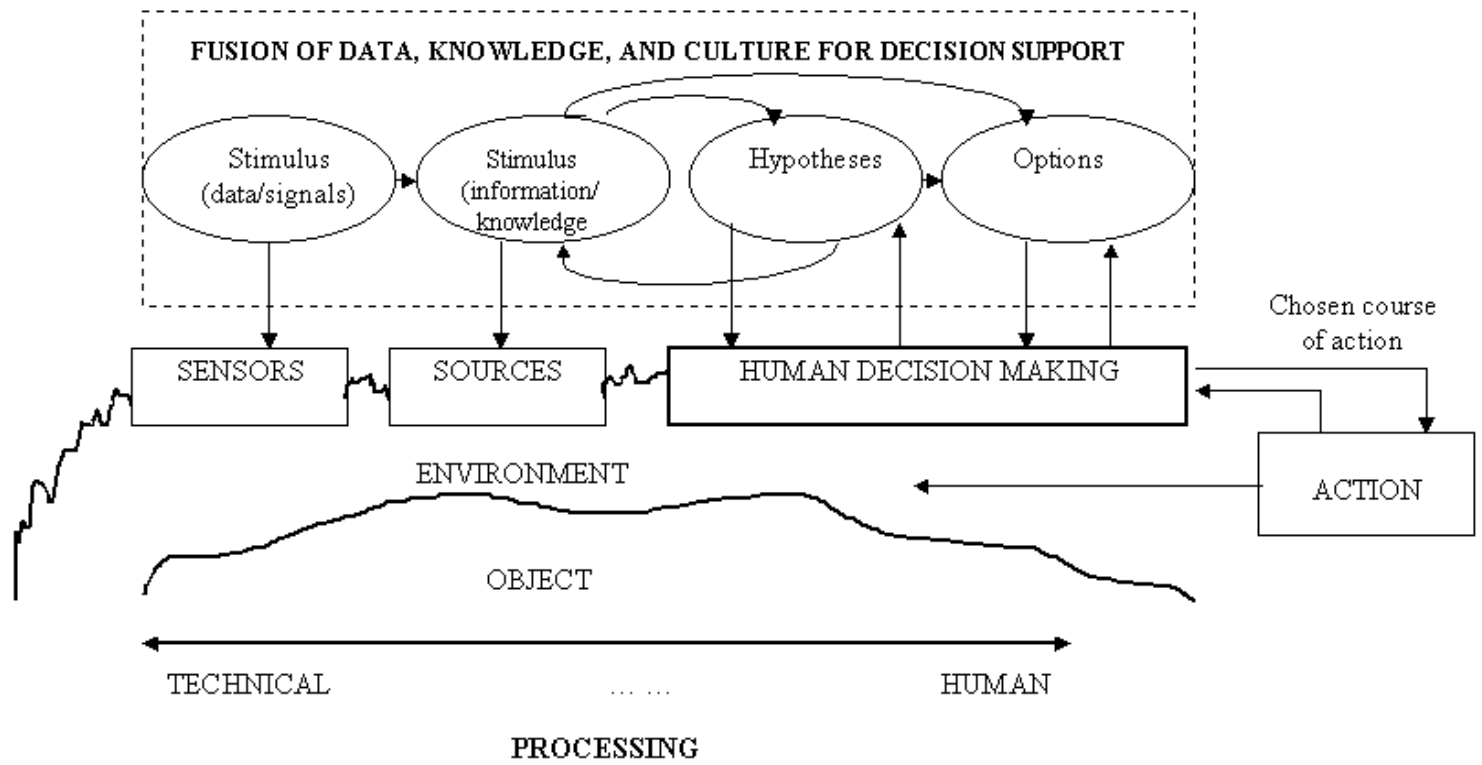 FUSION OF DATA, KNOWLEDGE, AND CULTURE FOR DECISION SUPPORT
Stimulus
(data/signals)
Stimulus
(information/
knowledge
Hypotheses
Options
Chosen course
of action
SENSORS
SOURCES
HUMAN DECISION MAKING
ENVIRONMENT
ACTION
OBJECT
TECHNICAL
... ...
HUMAN
PROCESSING